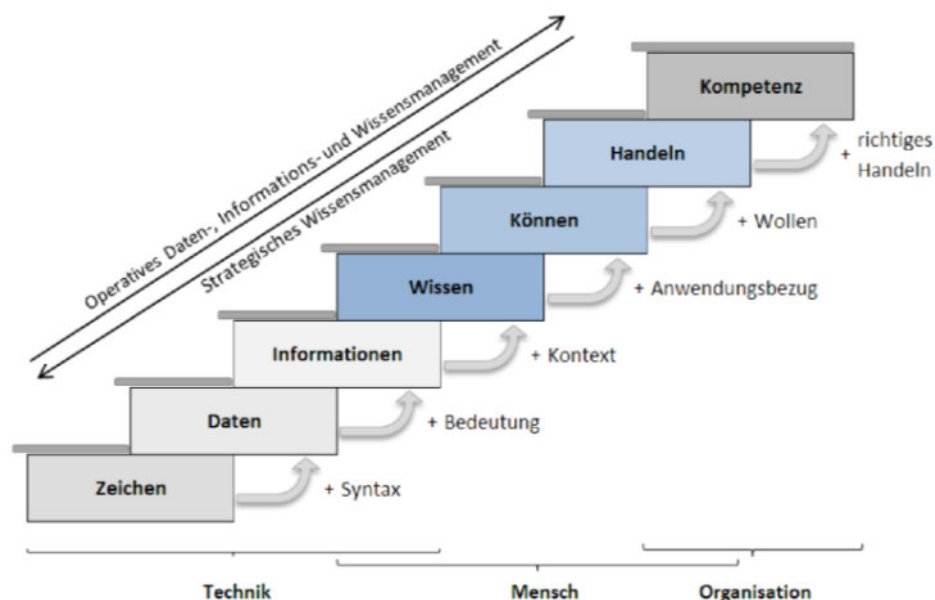 Operatives Daten-, Informations- und Wissensmanagement
Strategisches Wissensmanagement
Kompetenz
+ richtiges
Handeln
Handeln
+ Wollen
Können
+ Anwendungsbezug
Wissen
+ Kontext
Informationen
+ Bedeutung
Daten
+ Syntax
Zeichen
Technik
Mensch
Organisation